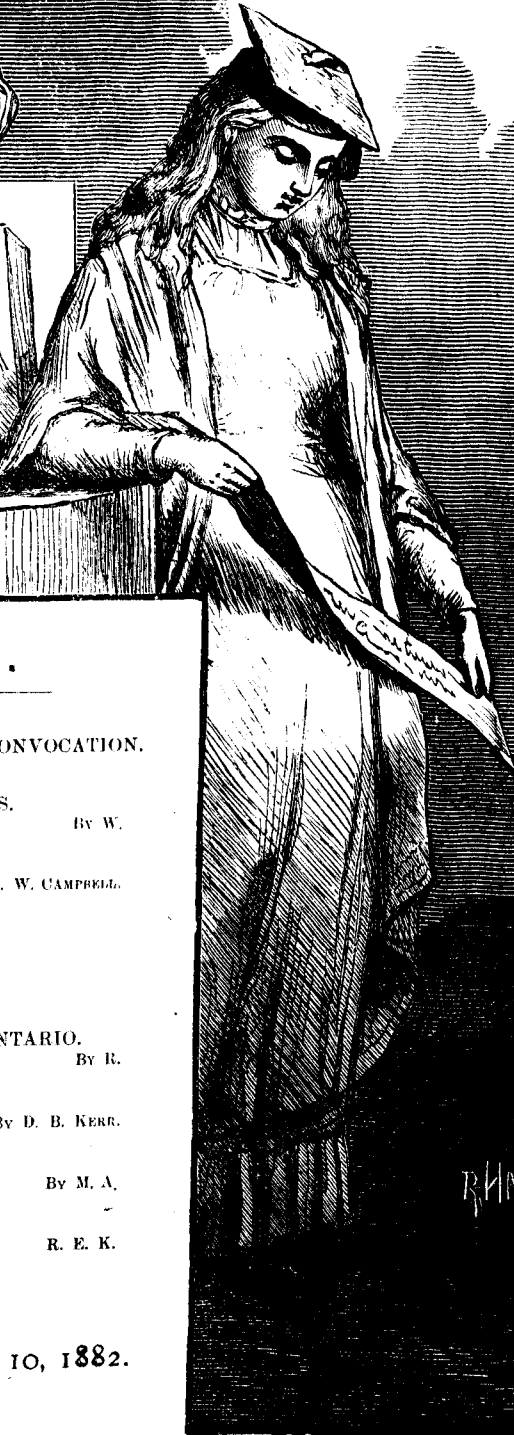 ONVOCATION.
S.
BY W.
. W. CAMPBELL.
NTARIO.
BY R.
BY D. B. KERR.
BY M. A.
R. E. K.
10, 1882.